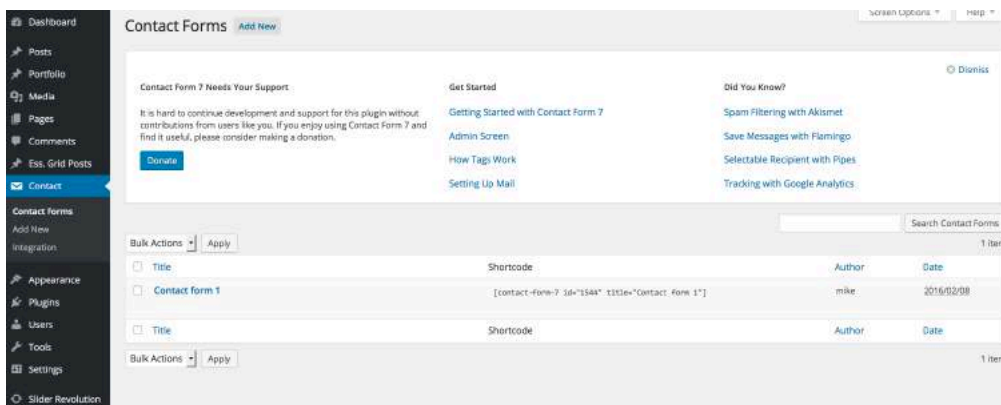 Dashboard
Posts
Portfolio
Media
Pages
Comments
Ess. Grid Posts
Contact
Contact Forms
Add New
Integration
Appearance
Plugins
Users
Tools
Settings
Slider Revolution
Screen Options
Help
Contact Forms Add New
Dismiss
Contact Form 7 Needs Your Support
It is hard to continue development and support for this plugin without
contributions from users like you. If you enjoy using Contact Form 7 and
find it useful, please consider making a donation.
Donate
Get Started
Getting Started with Contact Form 7
Admin Screen
How Tags Work
Setting Up Mail
Did You Know?
Spam Filtering with Akismet
Save Messages with Flamingo
Selectable Recipient with Pipes
Tracking with Google Analytics
Search Contact Forms
Bulk Actions Apply
1 iter
Title Shortcode Author Date
Contact form 1 [contact-form-7 id="1544" title="Contact form 1"] mike 2016/02/08
Title Shortcode Author Date
Bulk Actions Apply
1 iter